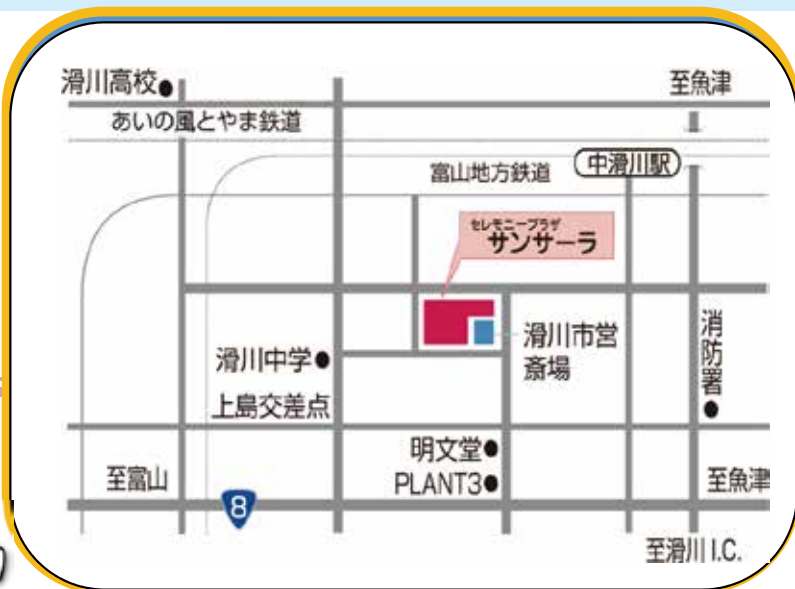 滑川高校
至魚津
あいの風とやま鉄道
富山地方鉄道
中滑川駅
セレモニープラザ
サンサーラ
滑川市営
斎場
消防署
滑川中学
上島交差点
明文堂
PLANT3
至富山
8
至魚津
至滑川 I.C.